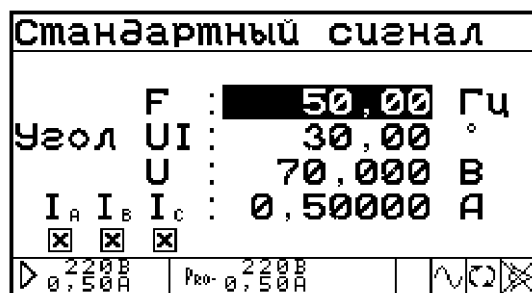 Стандартный сигнал
F : 50,00 Гц
Угол UI : 30,00 °
U : 70,000 В
IA IB IC : 0,50000 А
220В 0,50А PRO- 220В 0,50А